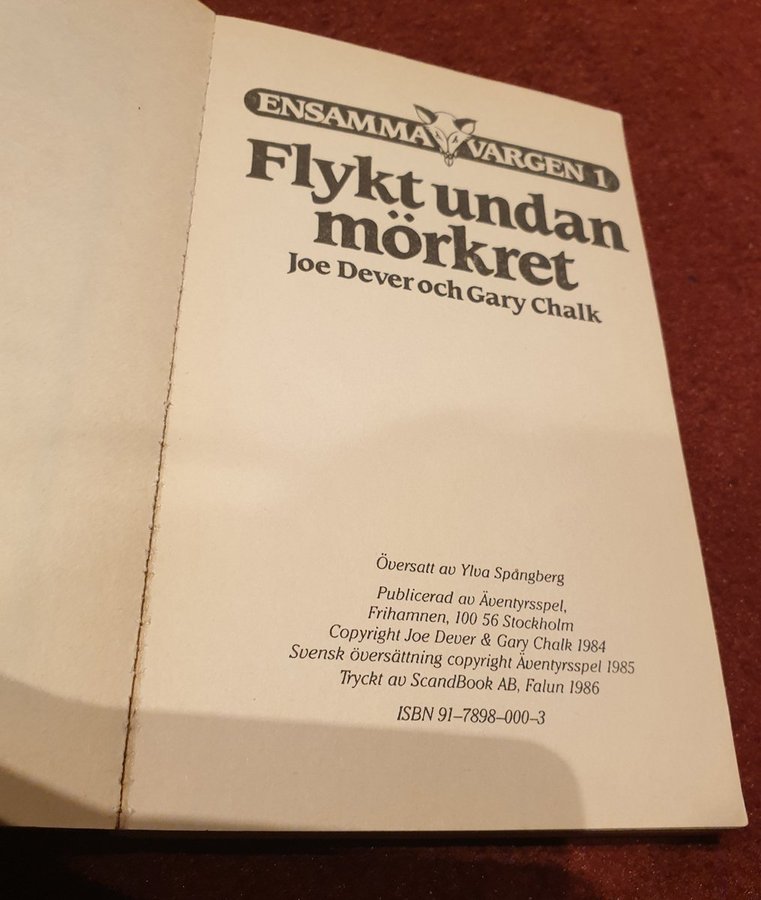 ENSAMMA VARGEN 1
Flykt undan
mörkret
Joe Dever och Gary Chalk
Översatt av Ylva Spångberg
Publicerad av Äventyrsspel,
Frihamnen, 100 56 Stockholm
Copyright Joe Dever & Gary Chalk 1984
Svensk översättning copyright Äventyrsspel 1985
Tryckt av ScandBook AB, Falun 1986
ISBN 91–7898–000–3